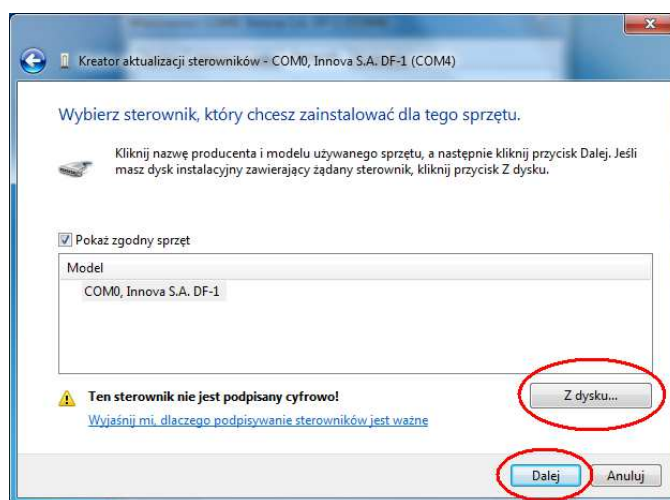 Kreator aktualizacji sterowników - COM0, Innova S.A. DF-1 (COM4)
Wybierz sterownik, który chcesz zainstalować dla tego sprzętu.
Kliknij nazwę producenta i modelu używanego sprzętu, a następnie kliknij przycisk Dalej. Jeśli
masz dysk instalacyjny zawierający żądany sterownik, kliknij przycisk Z dysku.
Pokaż zgodny sprzęt
Model
COM0, Innova S.A. DF-1
Ten sterownik nie jest podpisany cyfrowo!
Z dysku...
Wyjaśnij mi, dlaczego podpisywanie sterowników jest ważne
Dalej
Anuluj